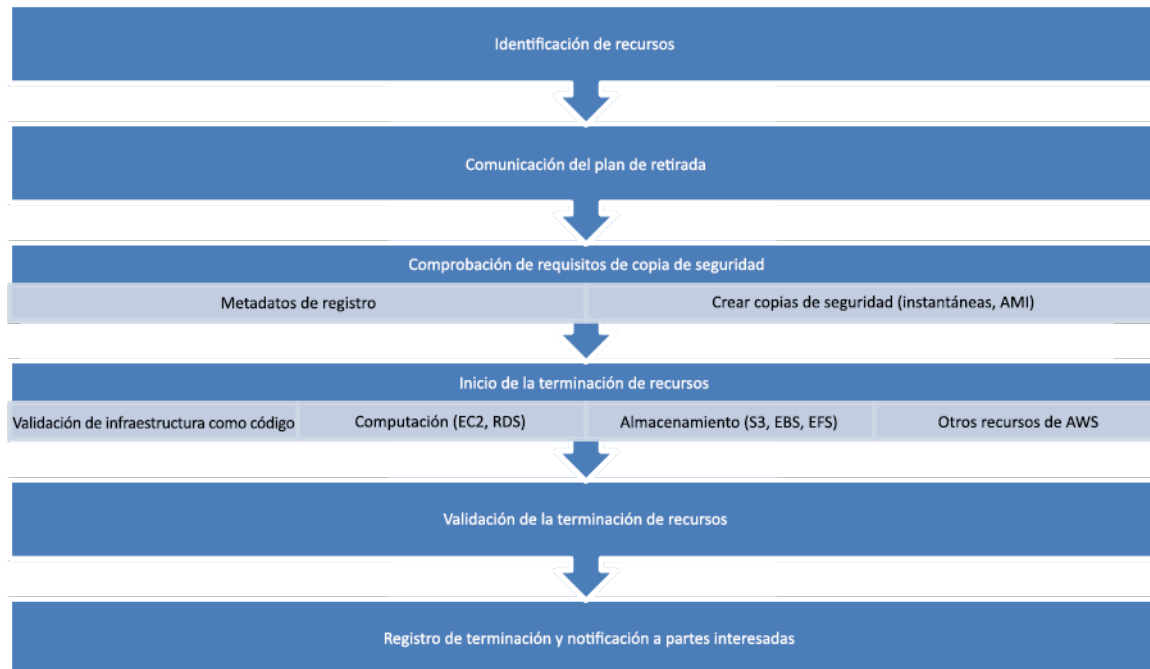 Identificación de recursos
Comunicación del plan de retirada
Comprobación de requisitos de copia de seguridad
Metadatos de registro
Crear copias de seguridad (instantáneas, AMI)
Inicio de la terminación de recursos
Validación de infraestructura como código
Computación (EC2, RDS)
Almacenamiento (S3, EBS, EFS)
Otros recursos de AWS
Validación de la terminación de recursos
Registro de terminación y notificación a partes interesadas